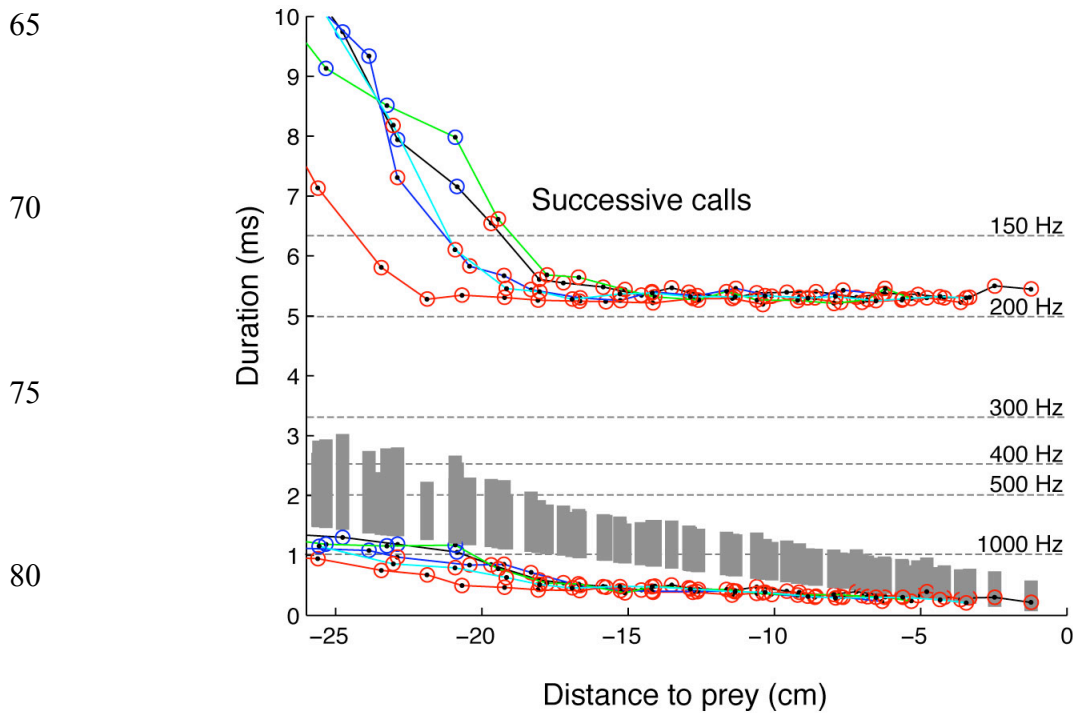 65
70
75
80
10
9
8
7
6
5
4
3
2
1
0
Duration (ms)
Successive calls
150 Hz
200 Hz
300 Hz
400 Hz
500 Hz
1000 Hz
−25 −20 −15 −10 −5 0
Distance to prey (cm)